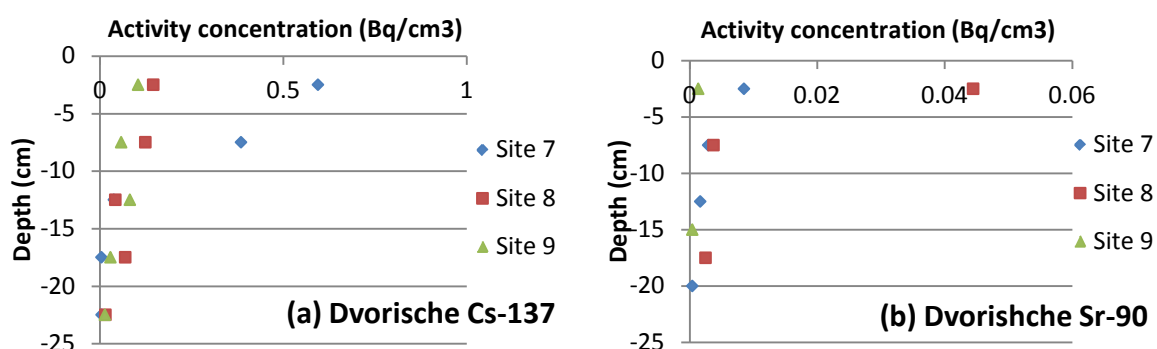 Activity concentration (Bq/cm3)
0
0 0.5 1
-5
-10
-15
-20
-25
Depth (cm)
Site 7
Site 8
Site 9
(a) Dvorische Cs-137
Activity concentration (Bq/cm3)
0
0 0.02 0.04 0.06
-5
-10
-15
-20
-25
Depth (cm)
Site 7
Site 8
Site 9
(b) Dvorishche Sr-90